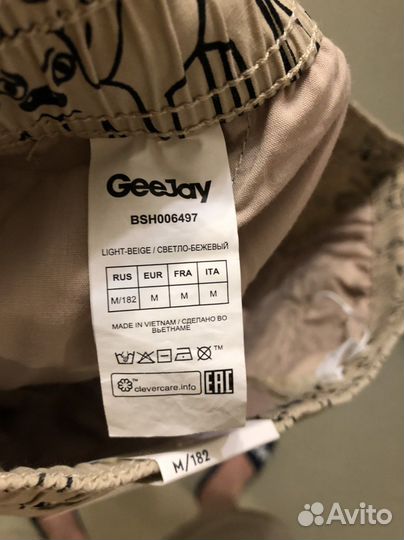 GeeJay
BSH006497
LIGHT-BEIGE / СВЕТЛО-БЕЖЕВЫЙ
RUS EUR FRA ITA
M/182 M M M
MADE IN VIETNAM / СДЕЛАНО ВО
ВЬЕТНАМЕ
TM
clevercare.info EAC
M/182
Avito